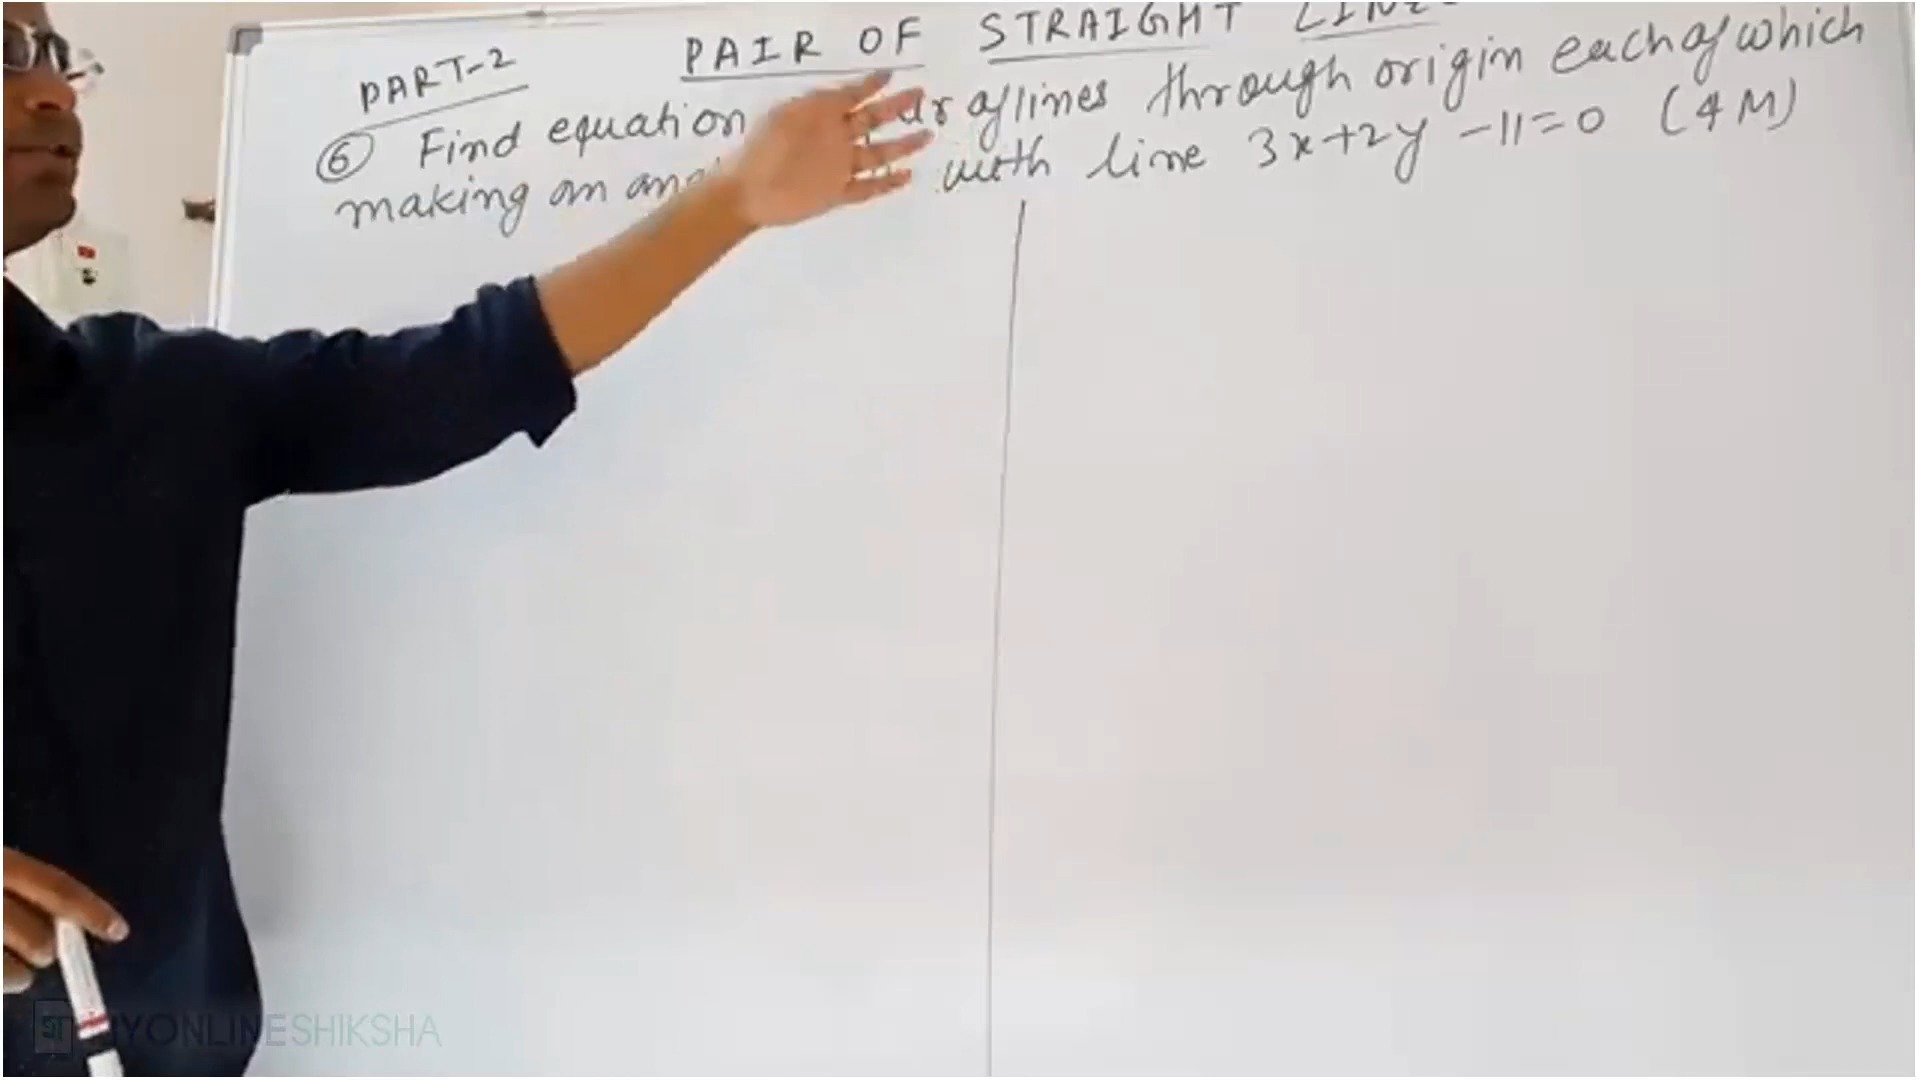 PART-2 PAIR OF STRAIGHT
⑥ Find equation of lines through origin each of which
making an with line 3x+2y-11=0 (4M)
MYONLINESHIKSHA